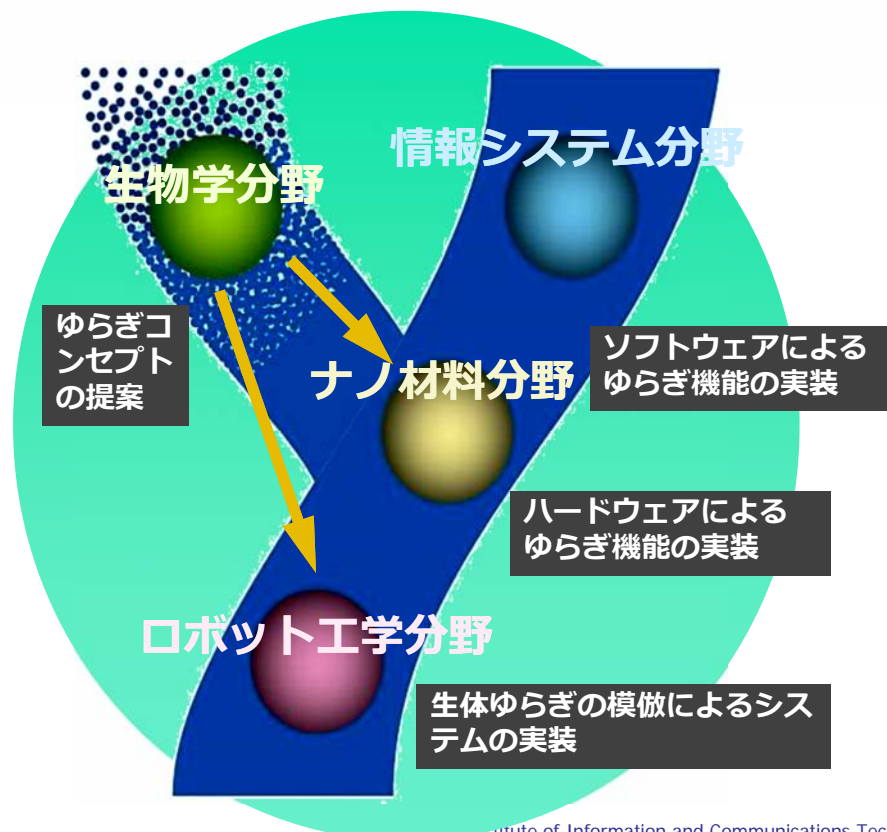 情報システム分野
生物学分野
ゆらぎコ
ンセプト
の提案
ソフトウェアによる
ゆらぎ機能の実装
ナノ材料分野
ハードウェアによる
ゆらぎ機能の実装
ロボット工学分野
生体ゆらぎの模倣によるシス
テムの実装
of Information and Communications